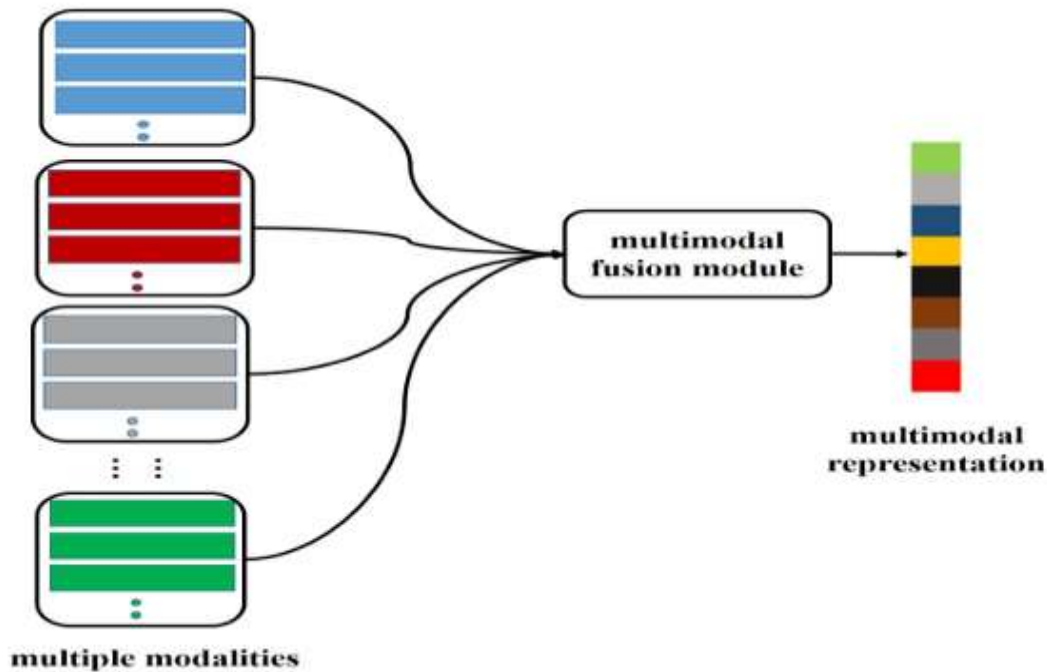 multimodal
fusion module
multimodal
representation
multiple modalities